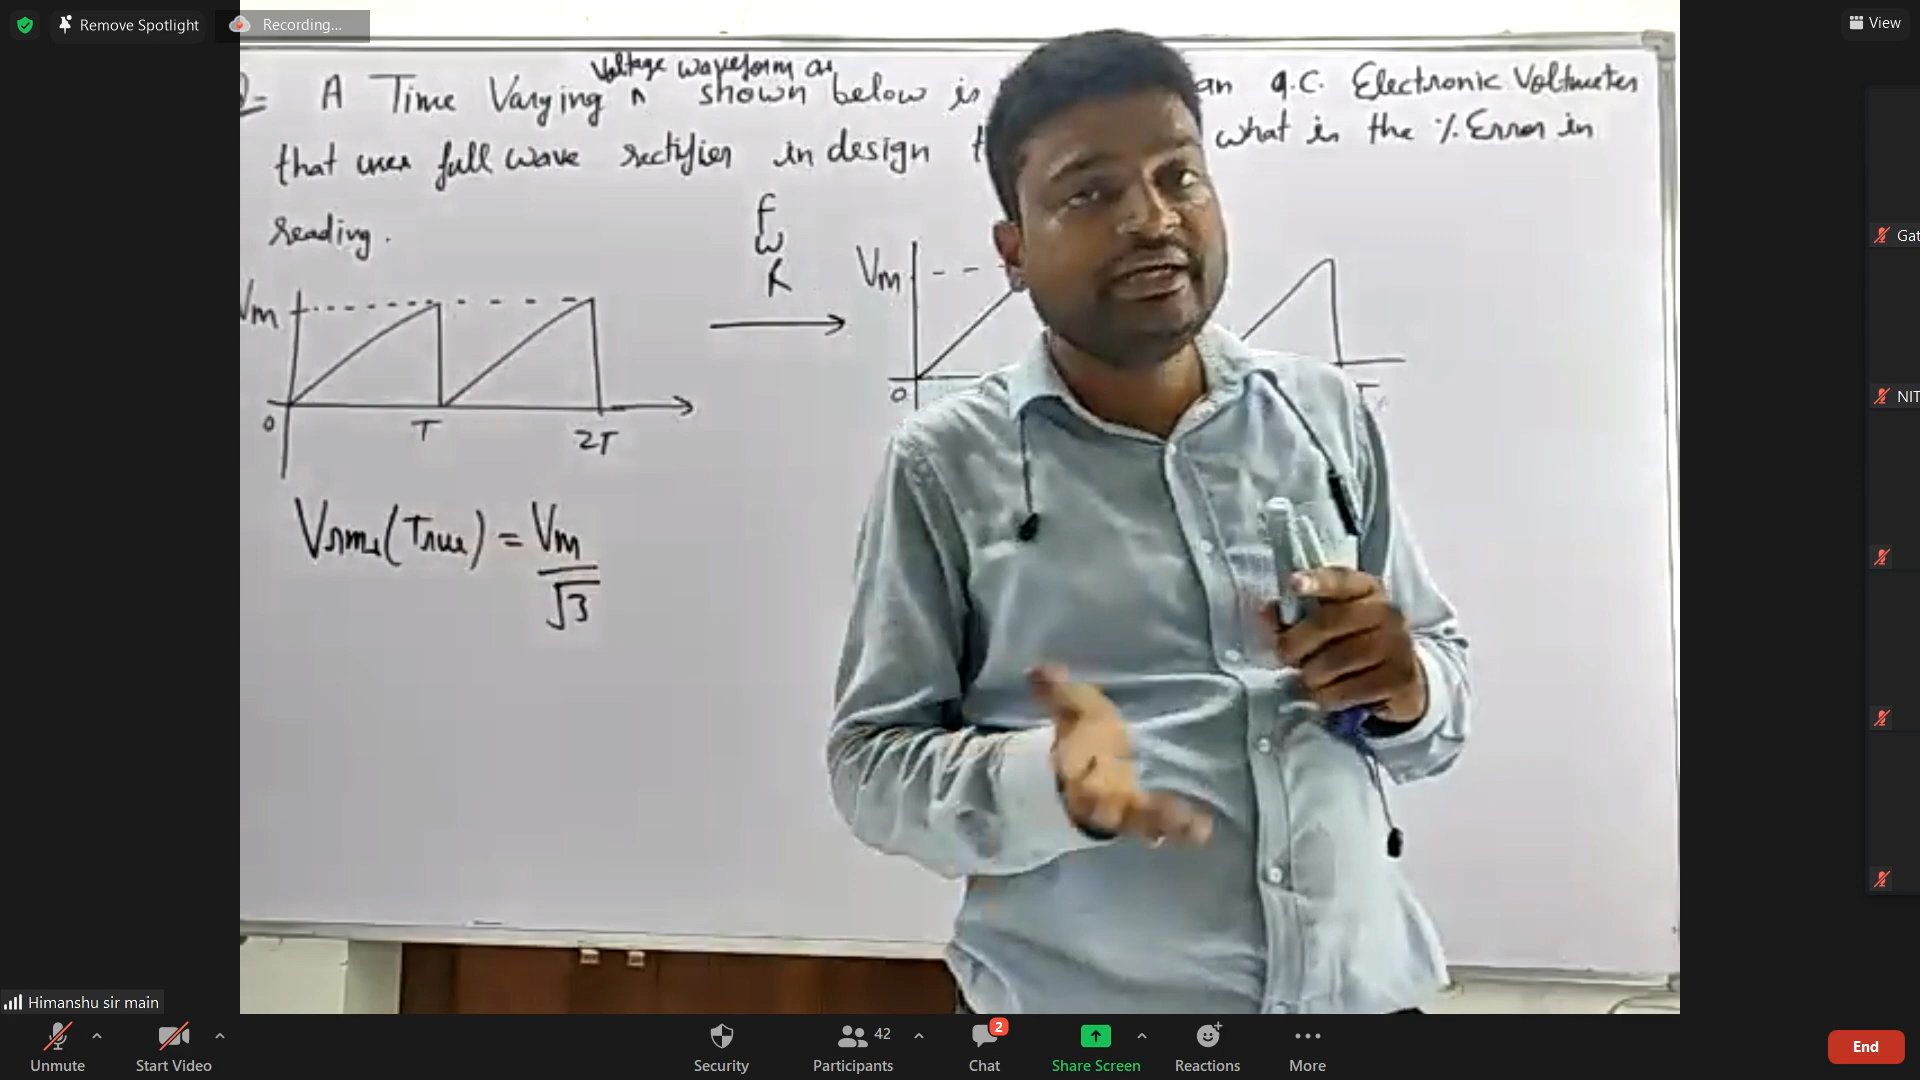 Remove Spotlight
Recording...
View
Voltage waveform as
A Time Varying ^ shown below is an a.c. Electronic Voltmeter
that uses full wave rectifier in design what is the % Error in
reading.
F
W
R
Vm
Vm
0
T
2T
0
Vrms(True) = Vm
√3
Gat
NIT
Himanshu sir main
Unmute
Start Video
Security
42
Participants
2
Chat
Share Screen
Reactions
More
End